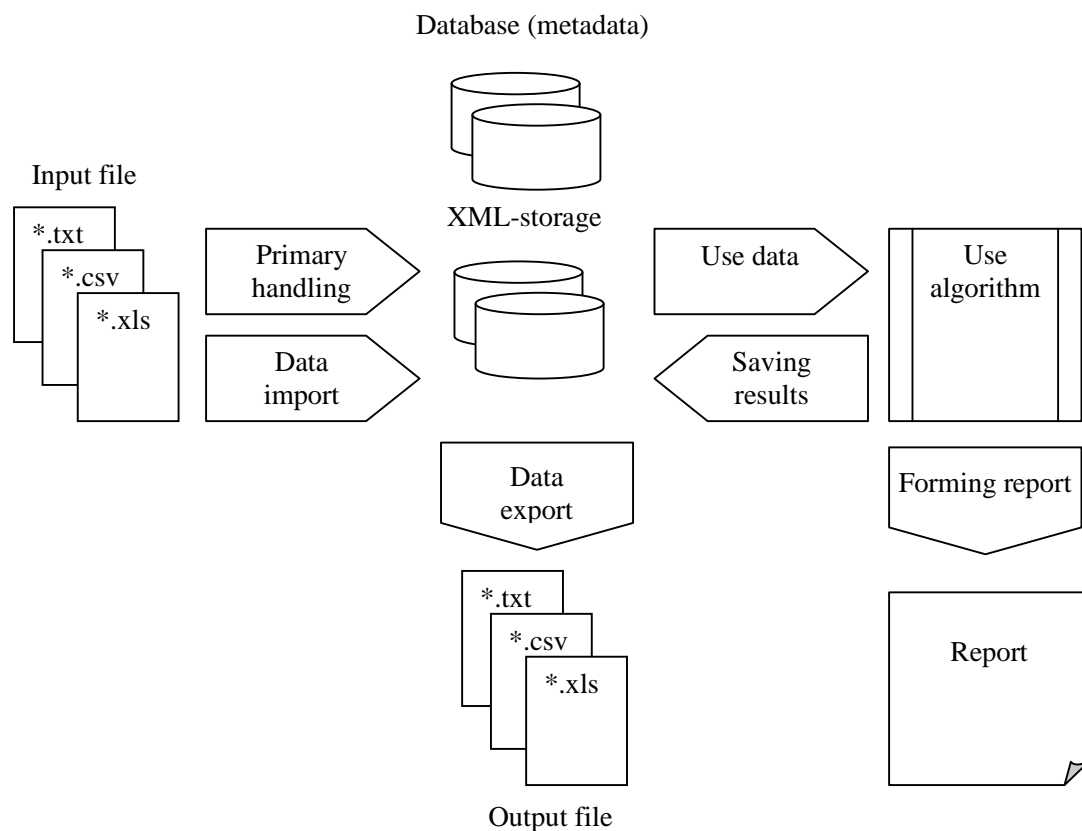 Database (metadata)
Input file
*.txt
*.csv
*.xls
Primary
handling
Data
import
XML-storage
Use data
Saving
results
Use
algorithm
Data
export
Forming report
*.txt
*.csv
*.xls
Output file
Report